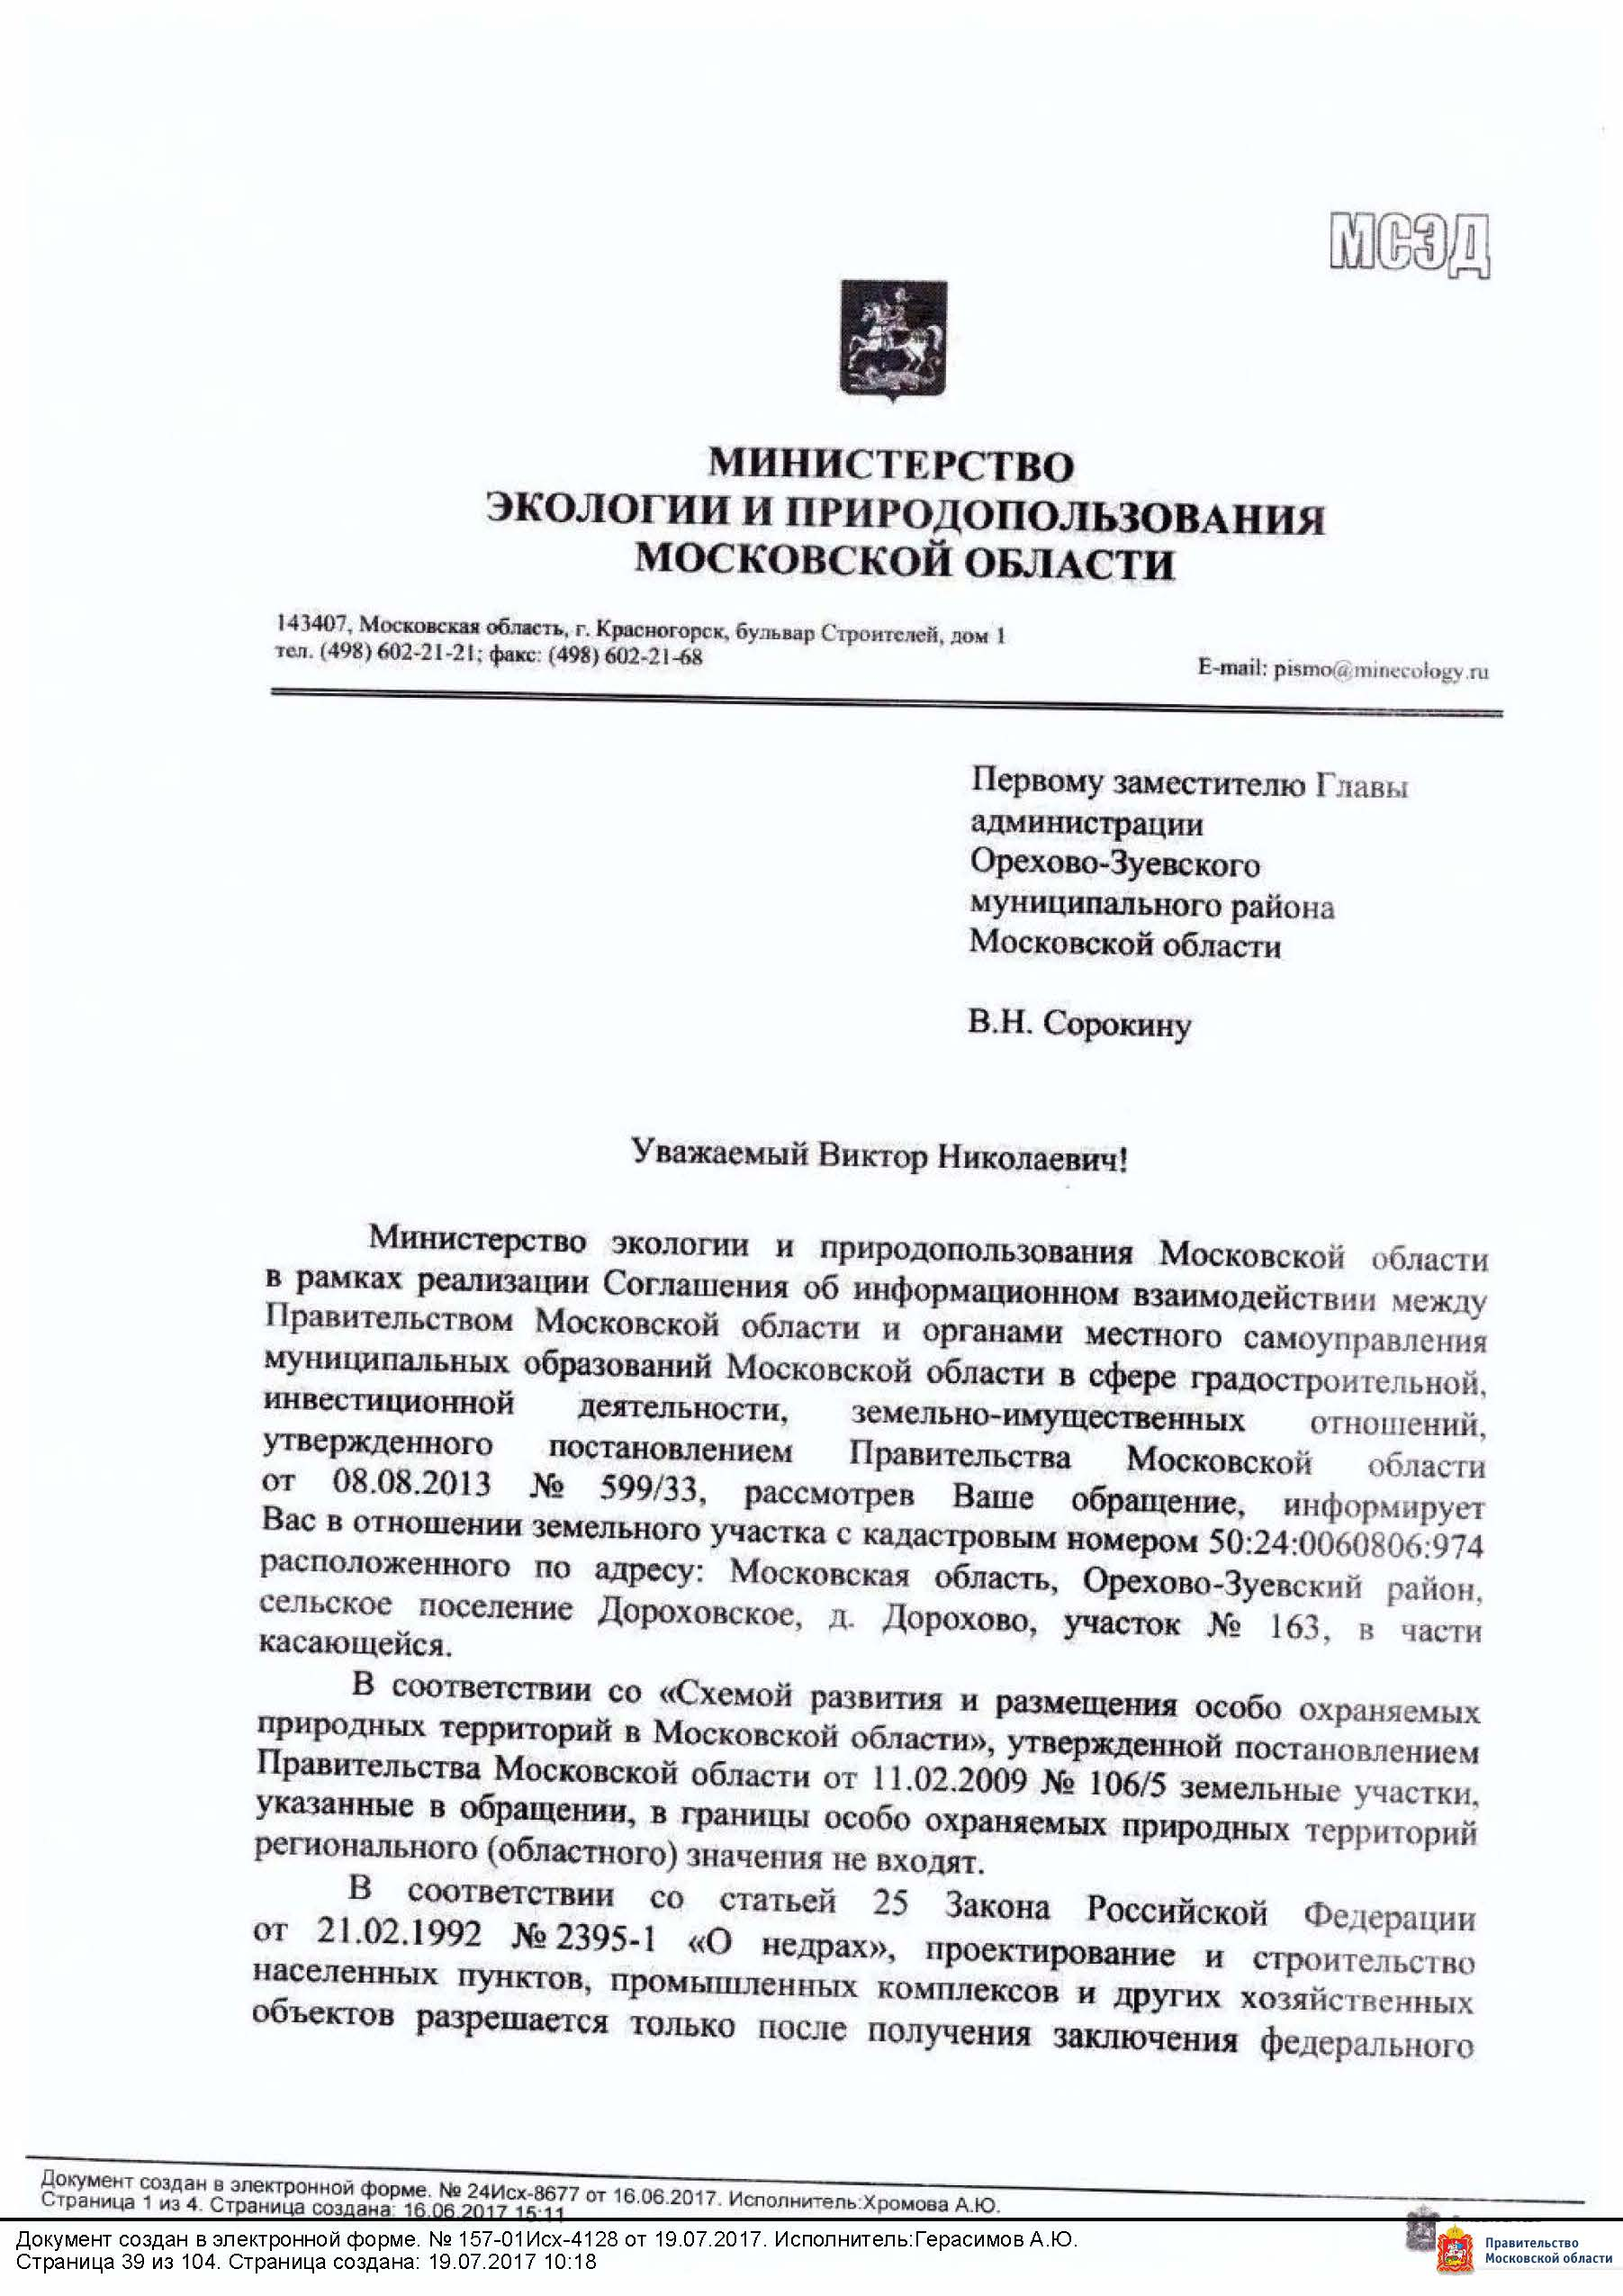 МСЭД
МИНИСТЕРСТВО
ЭКОЛОГИИ И ПРИРОДОПОЛЬЗОВАНИЯ
МОСКОВСКОЙ ОБЛАСТИ
143407, Московская область, г. Красногорск, бульвар Строителей, дом 1
тел. (498) 602-21-21; факс: (498) 602-21-68
E-mail: pismo@minecology.ru
Первому заместителю Главы
администрации
Орехово-Зуевского
муниципального района
Московской области
В.Н. Сорокину
Уважаемый Виктор Николаевич!
Министерство экологии и природопользования Московской области
в рамках реализации Соглашения об информационном взаимодействии между
Правительством Московской области и органами местного самоуправления
муниципальных образований Московской области в сфере градостроительной,
инвестиционной деятельности, земельно-имущественных отношений,
утвержденного постановлением Правительства Московской области
от 08.08.2013 № 599/33, рассмотрев Ваше обращение, информирует
Вас в отношении земельного участка с кадастровым номером 50:24:0060806:974
расположенного по адресу: Московская область, Орехово-Зуевский район,
сельское поселение Дороховское, д. Дорохово, участок № 163, в части
касающейся.
В соответствии со «Схемой развития и размещения особо охраняемых
природных территорий в Московской области», утвержденной постановлением
Правительства Московской области от 11.02.2009 № 106/5 земельные участки,
указанные в обращении, в границы особо охраняемых природных территорий
регионального (областного) значения не входят.
В соответствии со статьей 25 Закона Российской Федерации
от 21.02.1992 № 2395-1 «О недрах», проектирование и строительство
населенных пунктов, промышленных комплексов и других хозяйственных
объектов разрешается только после получения заключения федерального
Документ создан в электронной форме. № 24Исх-8677 от 16.06.2017. Исполнитель:Хромова А.Ю.
Страница 1 из 4. Страница создана: 16.06.2017 15:11
Документ создан в электронной форме. № 157-01Исх-4128 от 19.07.2017. Исполнитель:Герасимов А.Ю.
Страница 39 из 104. Страница создана: 19.07.2017 10:18
Правительство
Московской области